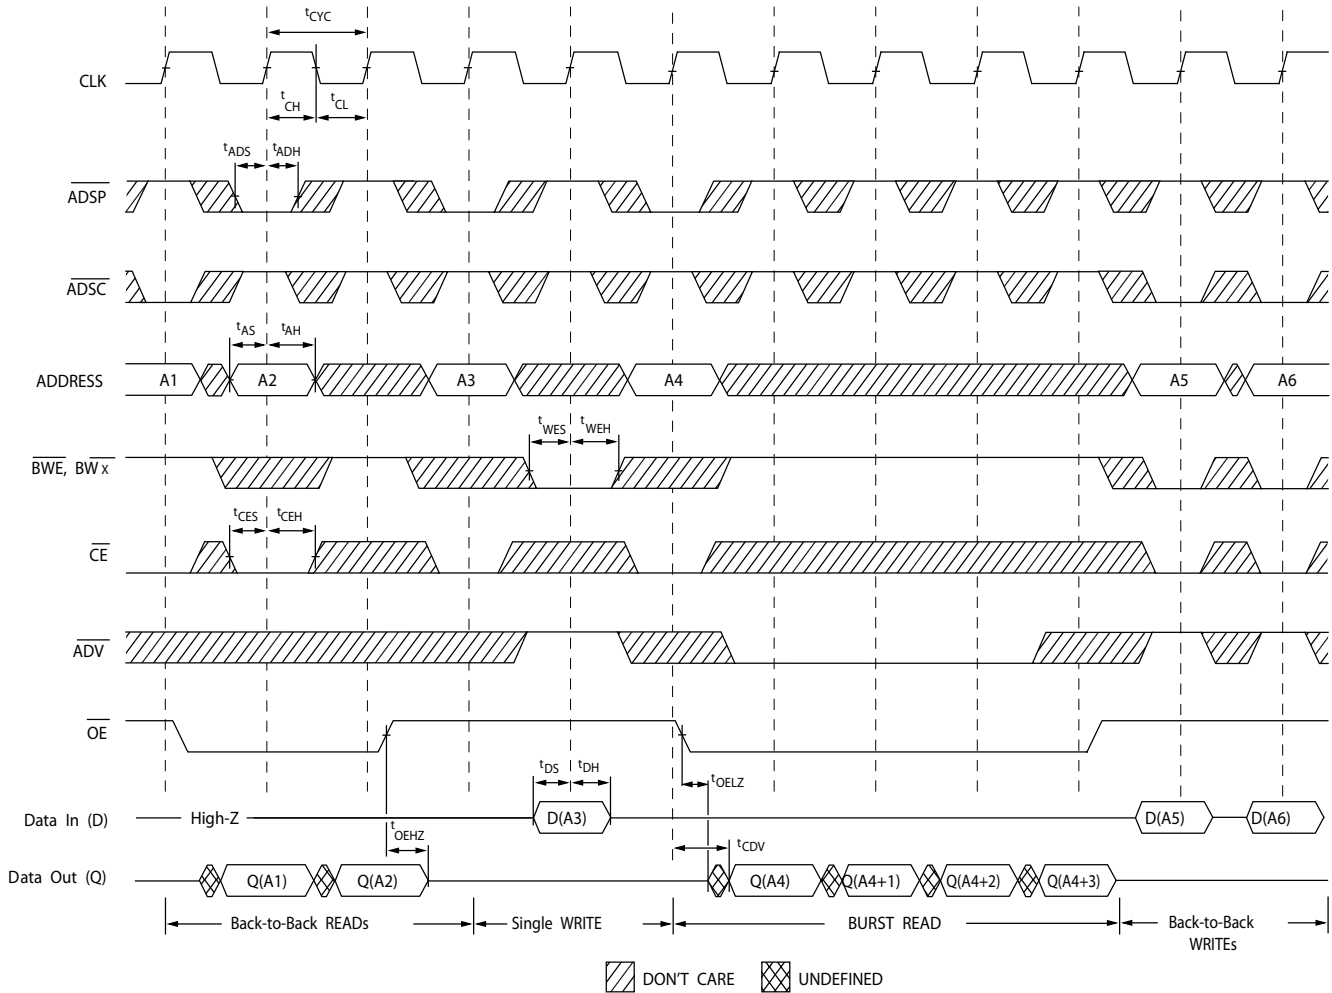 tCYC
CLK
tCH
tCL
tADS
tADH
ADSP
ADSC
tAS
tAH
ADDRESS
A1
A2
A3
A4
A5
A6
tWES
tWEH
BWE, BW x
tCES
tCEH
CE
ADV
OE
tDS
tDH
tOELZ
Data In (D)
High-Z
D(A3)
D(A5)
D(A6)
tOEHZ
tCDV
Data Out (Q)
Q(A1)
Q(A2)
Q(A4)
Q(A4+1)
Q(A4+2)
Q(A4+3)
Back-to-Back READs
Single WRITE
BURST READ
Back-to-Back
WRITEs
DON'T CARE
UNDEFINED